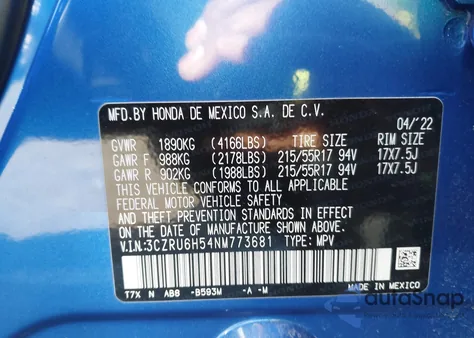 MFD.BY HONDA DE MEXICO S.A. DE C.V.
04/22
GVWR 1890KG (4166LBS) TIRE SIZE RIM SIZE
GAWR F 988KG (2178LBS) 215/55R17 94V 17X7.5J
GAWR R 902KG (1988LBS) 215/55R17 94V 17X7.5J
THIS VEHICLE CONFORMS TO ALL APPLICABLE
FEDERAL MOTOR VEHICLE SAFETY, BUMPER,
AND THEFT PREVENTION STANDARDS IN EFFECT
ON THE DATE OF MANUFACTURE SHOWN ABOVE.
V.I.N:3CZRU6H54NM773681 TYPE: MPV
T7X N AB8 -B593M -A -M
MADE IN MEXICO
autoSnap